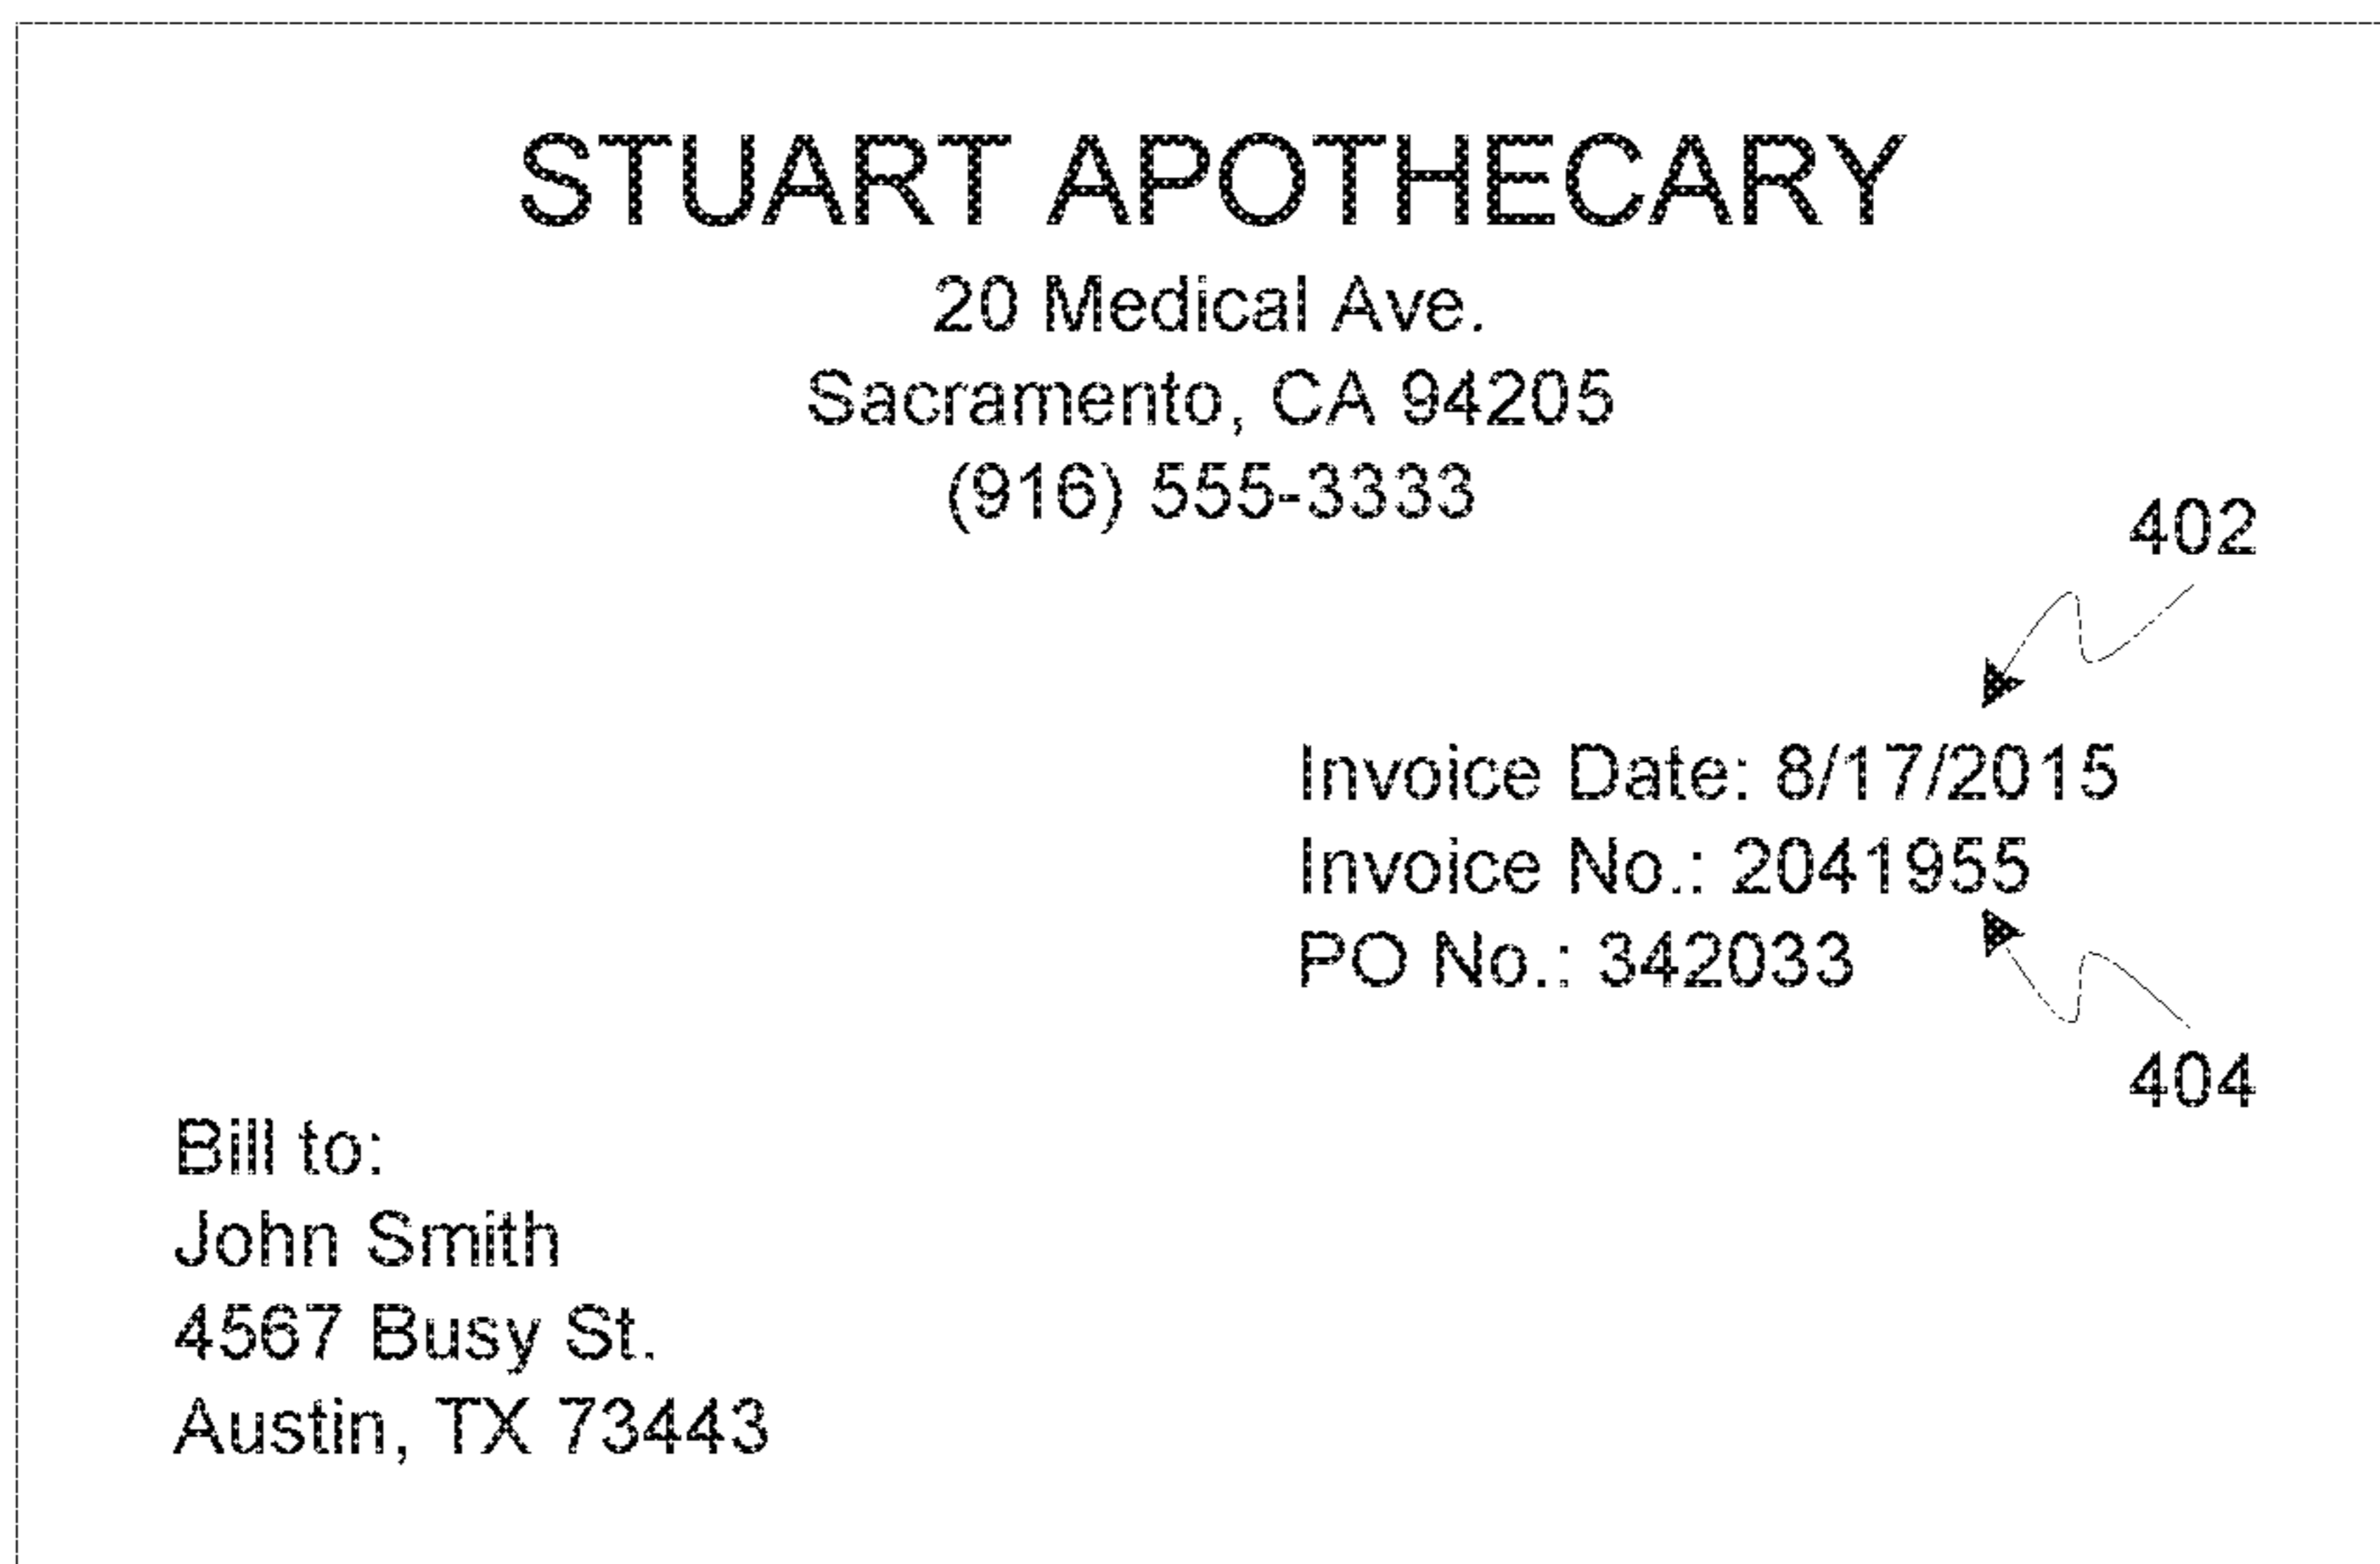 STUART APOTHECARY
20 Medical Ave.
Sacramento, CA 94205
(916) 555-3333
402
Invoice Date: 8/17/2015
Invoice No.: 2041955
PO No.: 342033
404
Bill to:
John Smith
4567 Busy St.
Austin, TX 73443